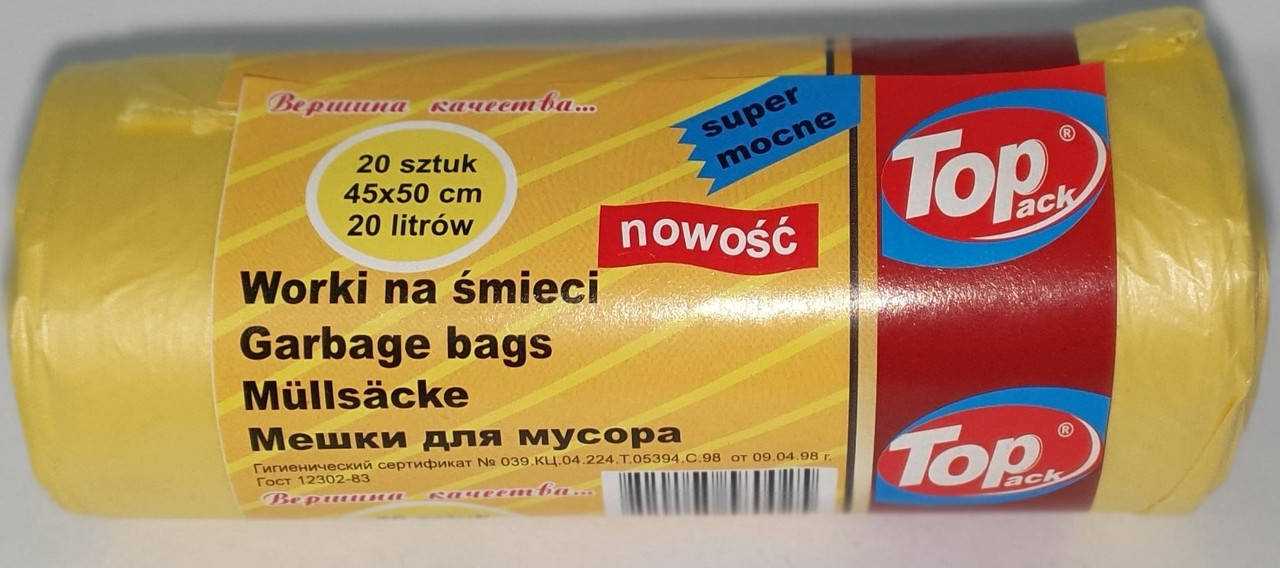 Вершина качества...
super
mocne
Top ®
ack
20 sztuk
45x50 cm
20 litrów
nowość
Worki na śmieci
Garbage bags
Müllsäcke
Мешки для мусора
Top ®
ack
Гигиенический сертификат № 039.КЦ.04.224.Т.05394.С.98 от 09.04.98 г.
Гост 12302-83
Вершина качества...
20 sztuk